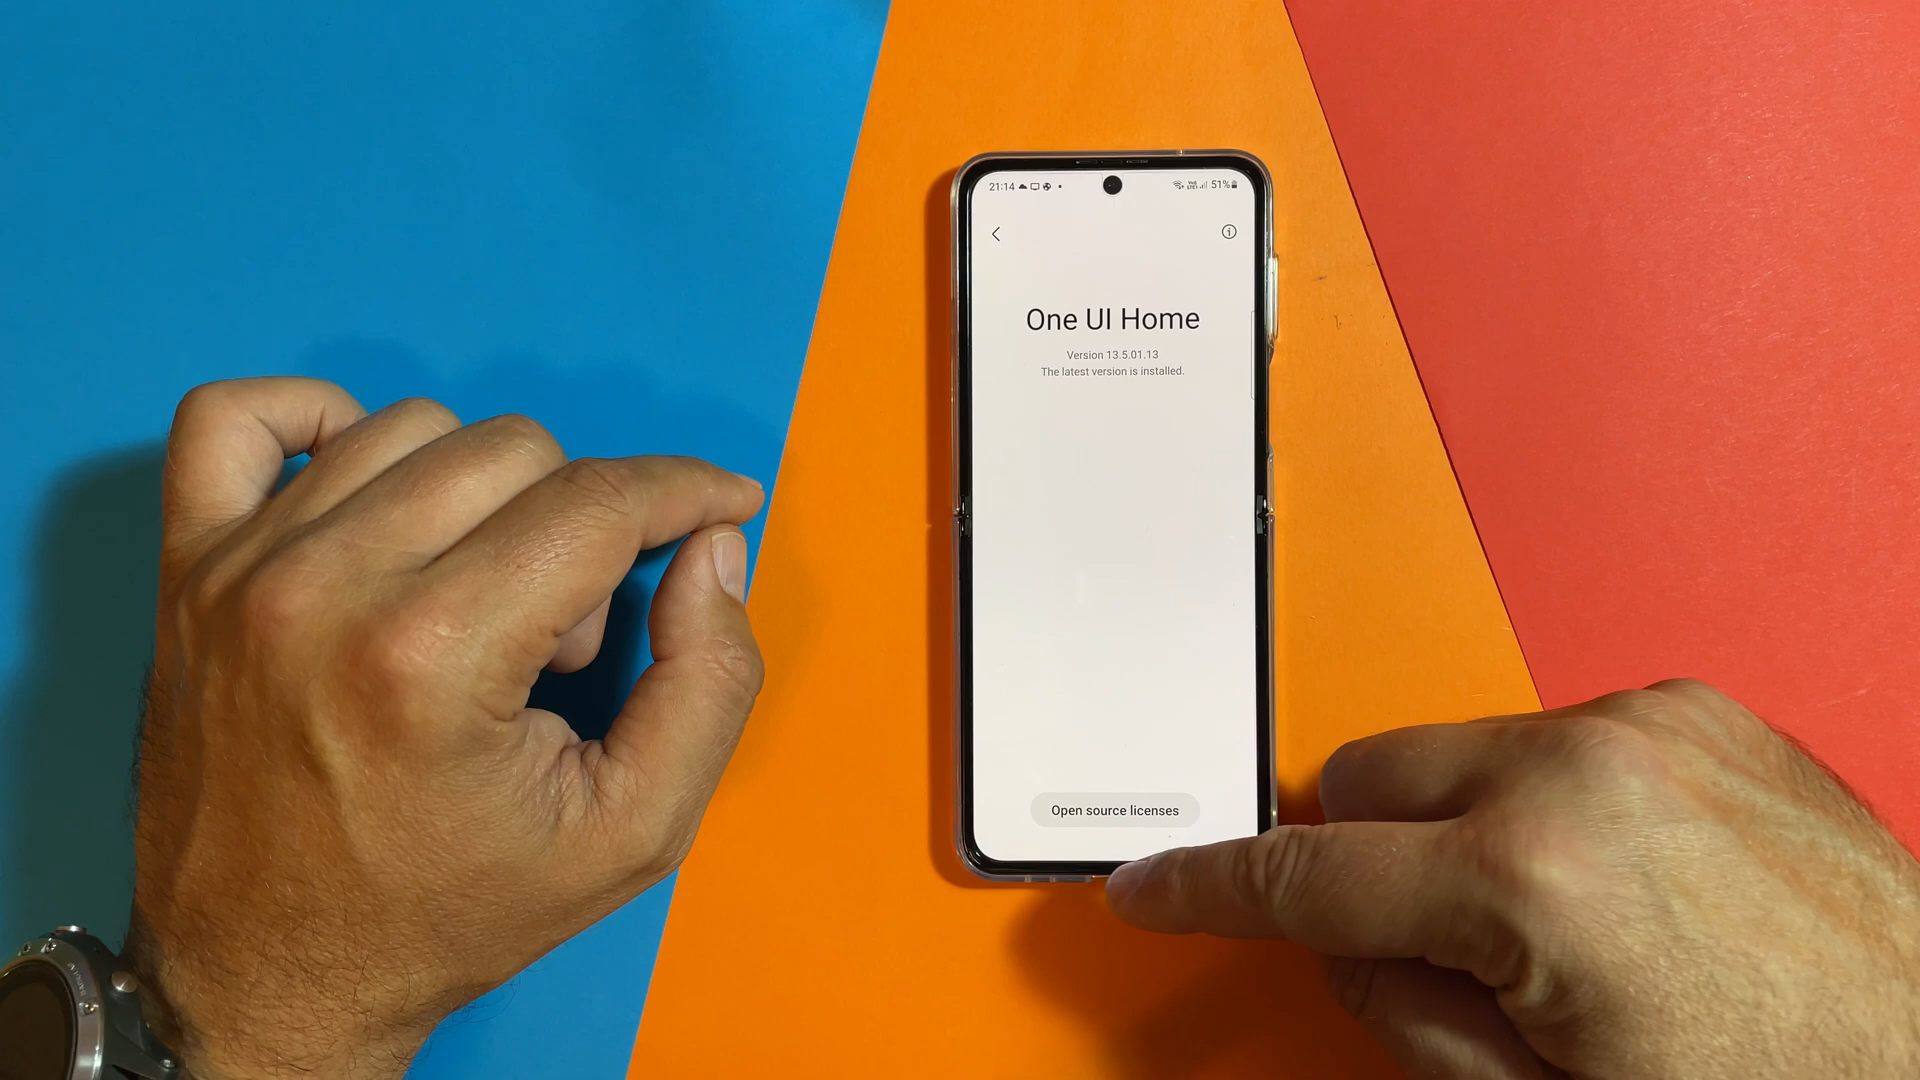 21:14
51%
One UI Home
Version 13.5.01.13
The latest version is installed.
Open source licenses